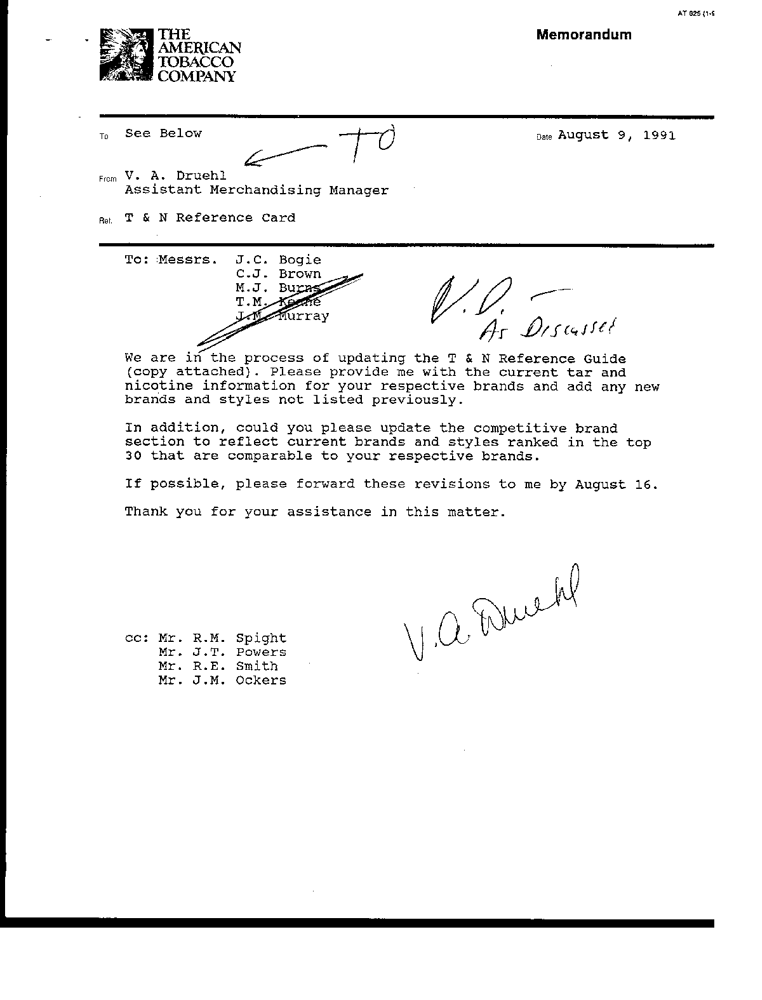 AT 825 (1-9
THE
AMERICAN
TOBACCO
COMPANY
Memorandum
To See Below
TO
Date August 9, 1991
From V. A. Druehl
Assistant Merchandising Manager
Ref. T & N Reference Card
To: Messrs. J.C. Bogie
C.J. Brown
M.J. Burns
T.M. Keane
J.M. Murray
V.D. —
As Discussed
We are in the process of updating the T & N Reference Guide
(copy attached). Please provide me with the current tar and
nicotine information for your respective brands and add any new
brands and styles not listed previously.
In addition, could you please update the competitive brand
section to reflect current brands and styles ranked in the top
30 that are comparable to your respective brands.
If possible, please forward these revisions to me by August 16.
Thank you for your assistance in this matter.
V.A. Druehl
cc: Mr. R.M. Spight
Mr. J.T. Powers
Mr. R.E. Smith
Mr. J.M. Ockers